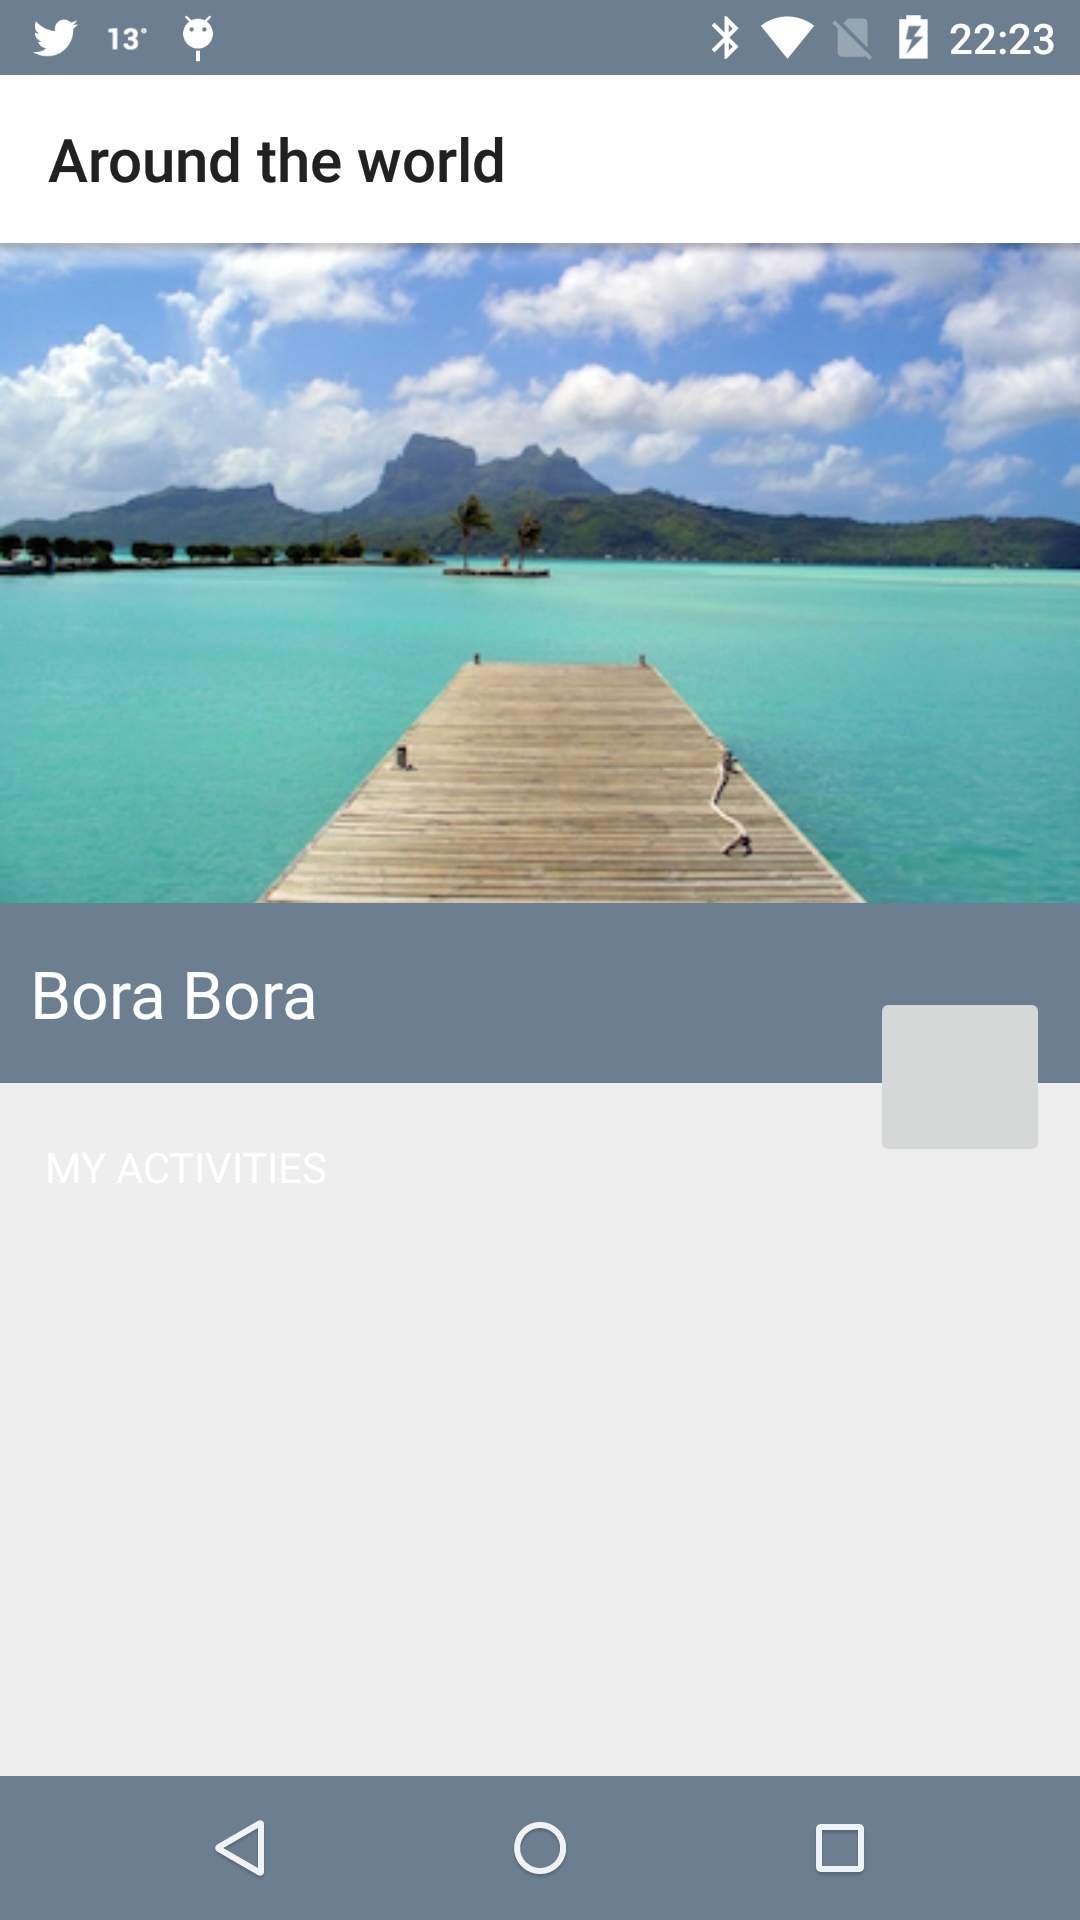 13°
22:23
Around the world
Bora Bora
MY ACTIVITIES